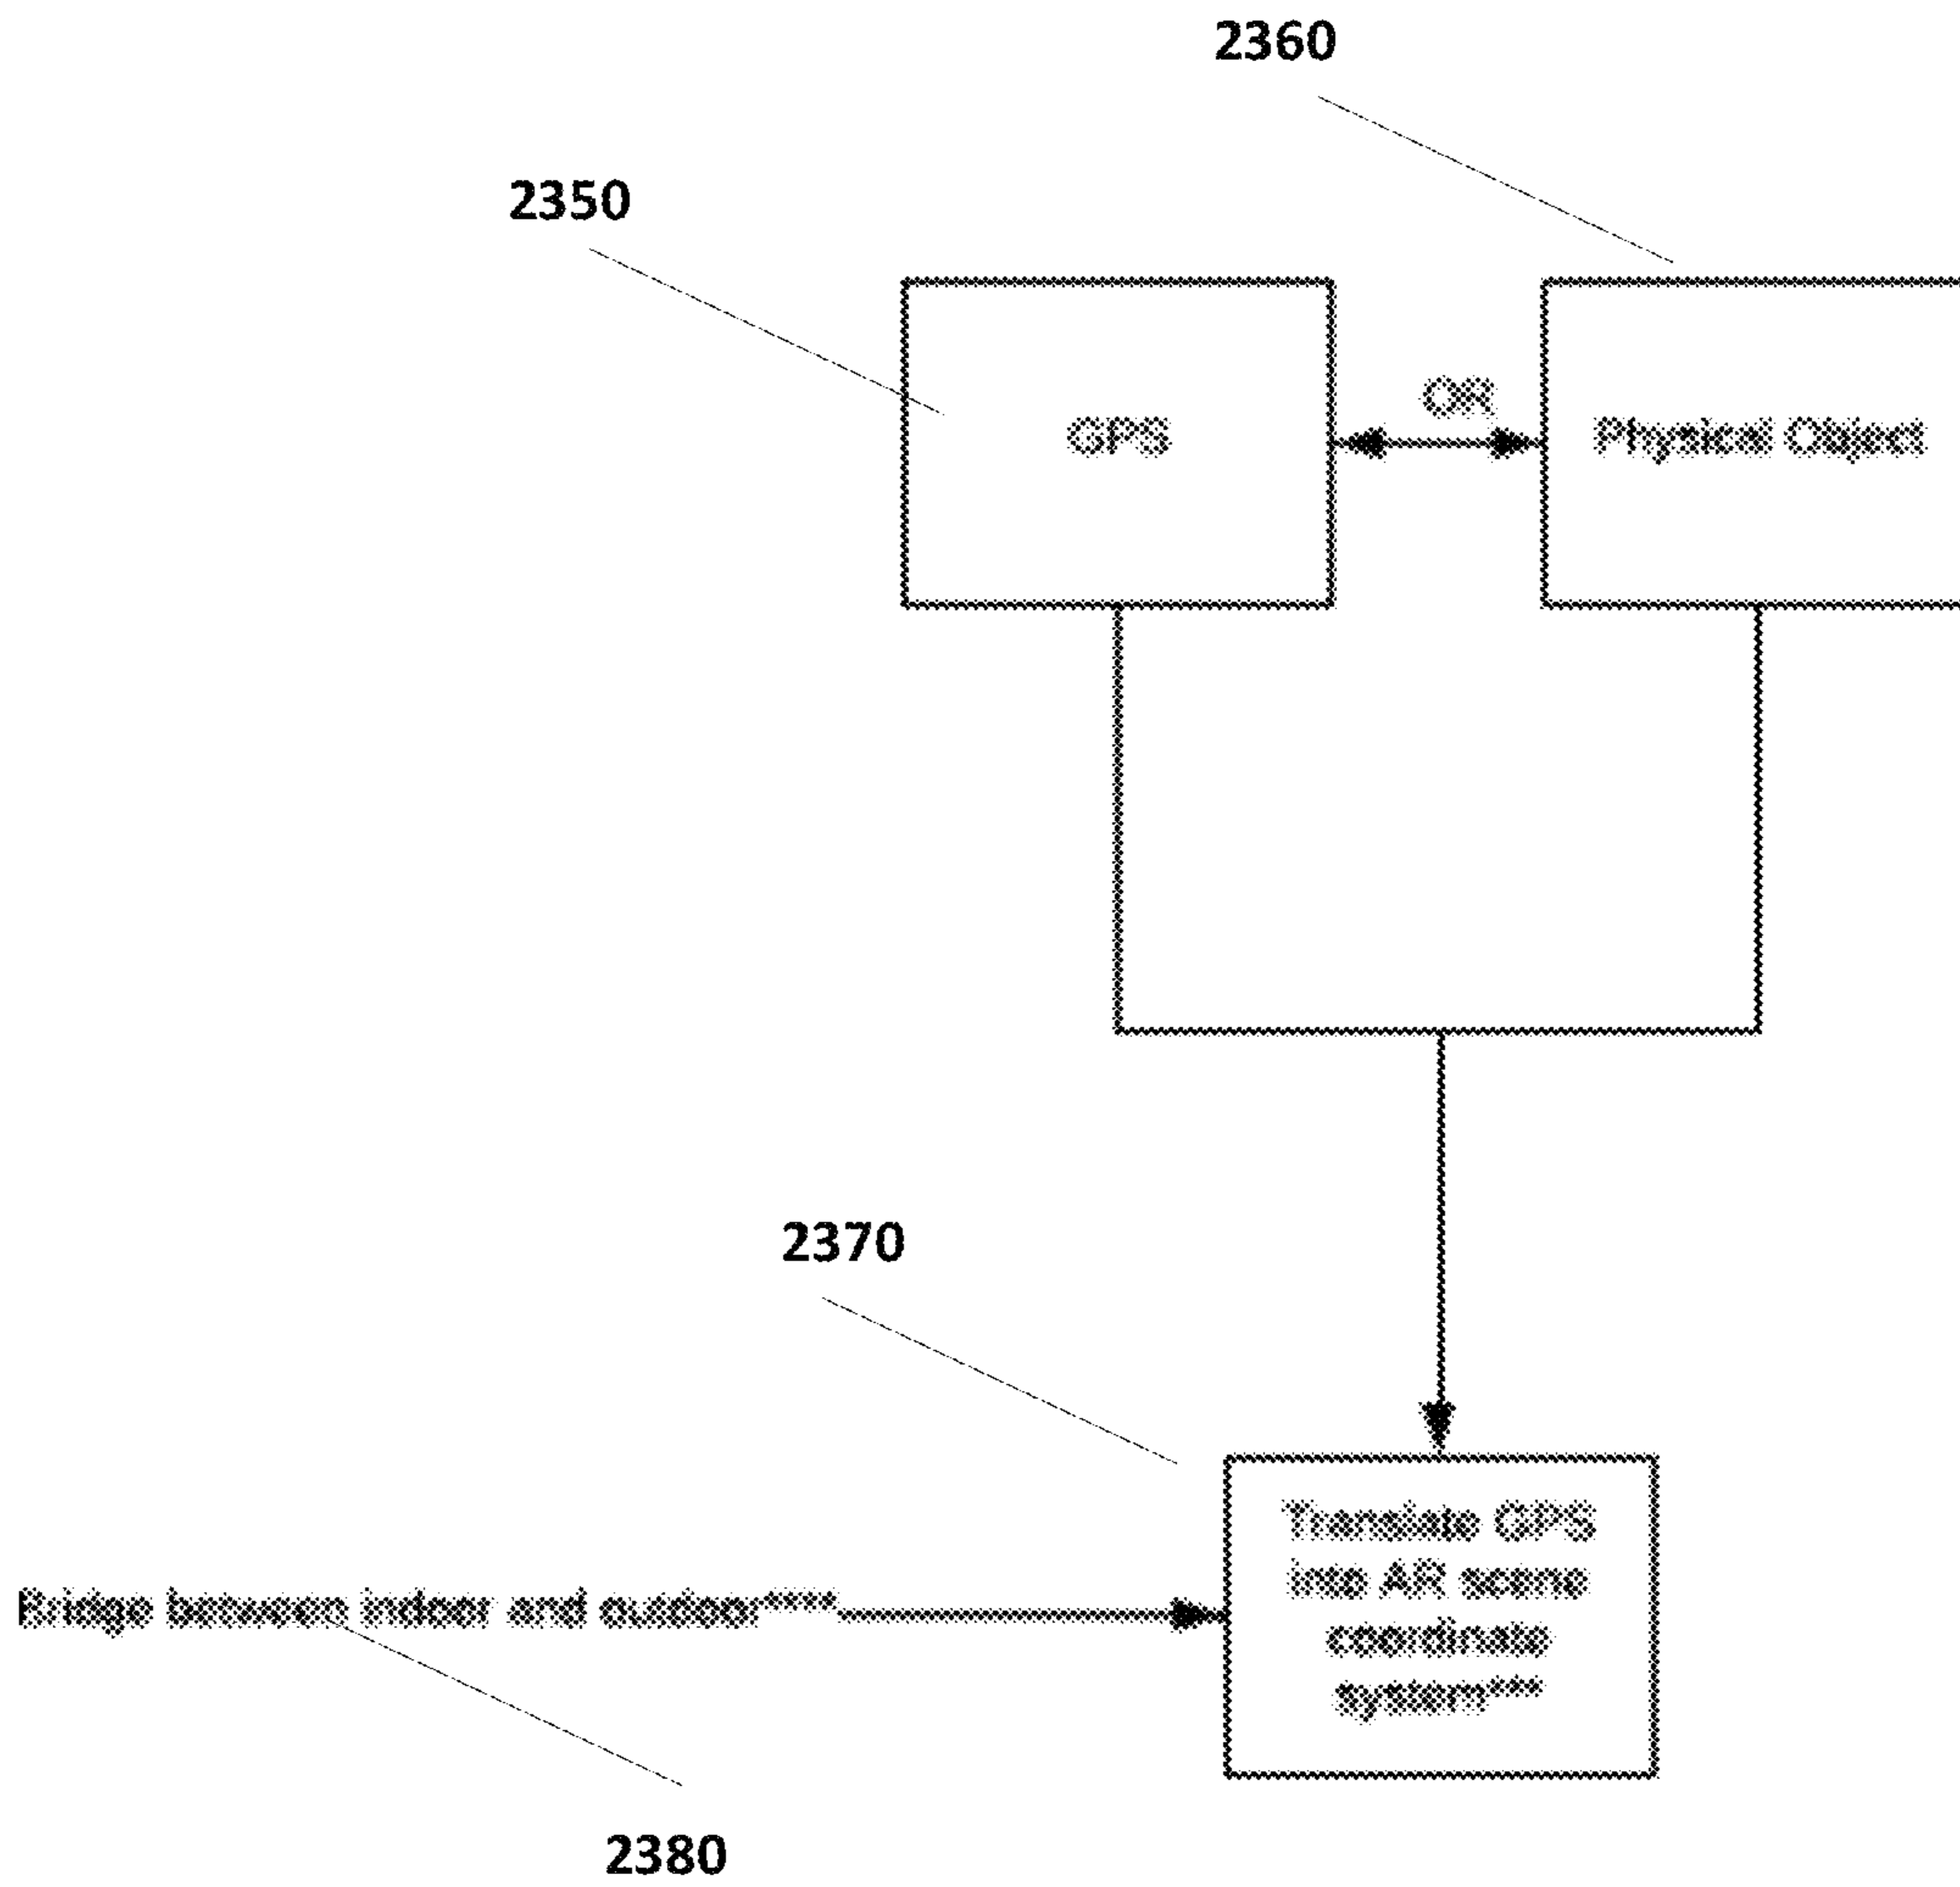 2360
2350
OR
GPS
Physical Object
2370
Translate GPS
into AR scene
coordinate
system***
Bridge between indoor and outdoor****
2380